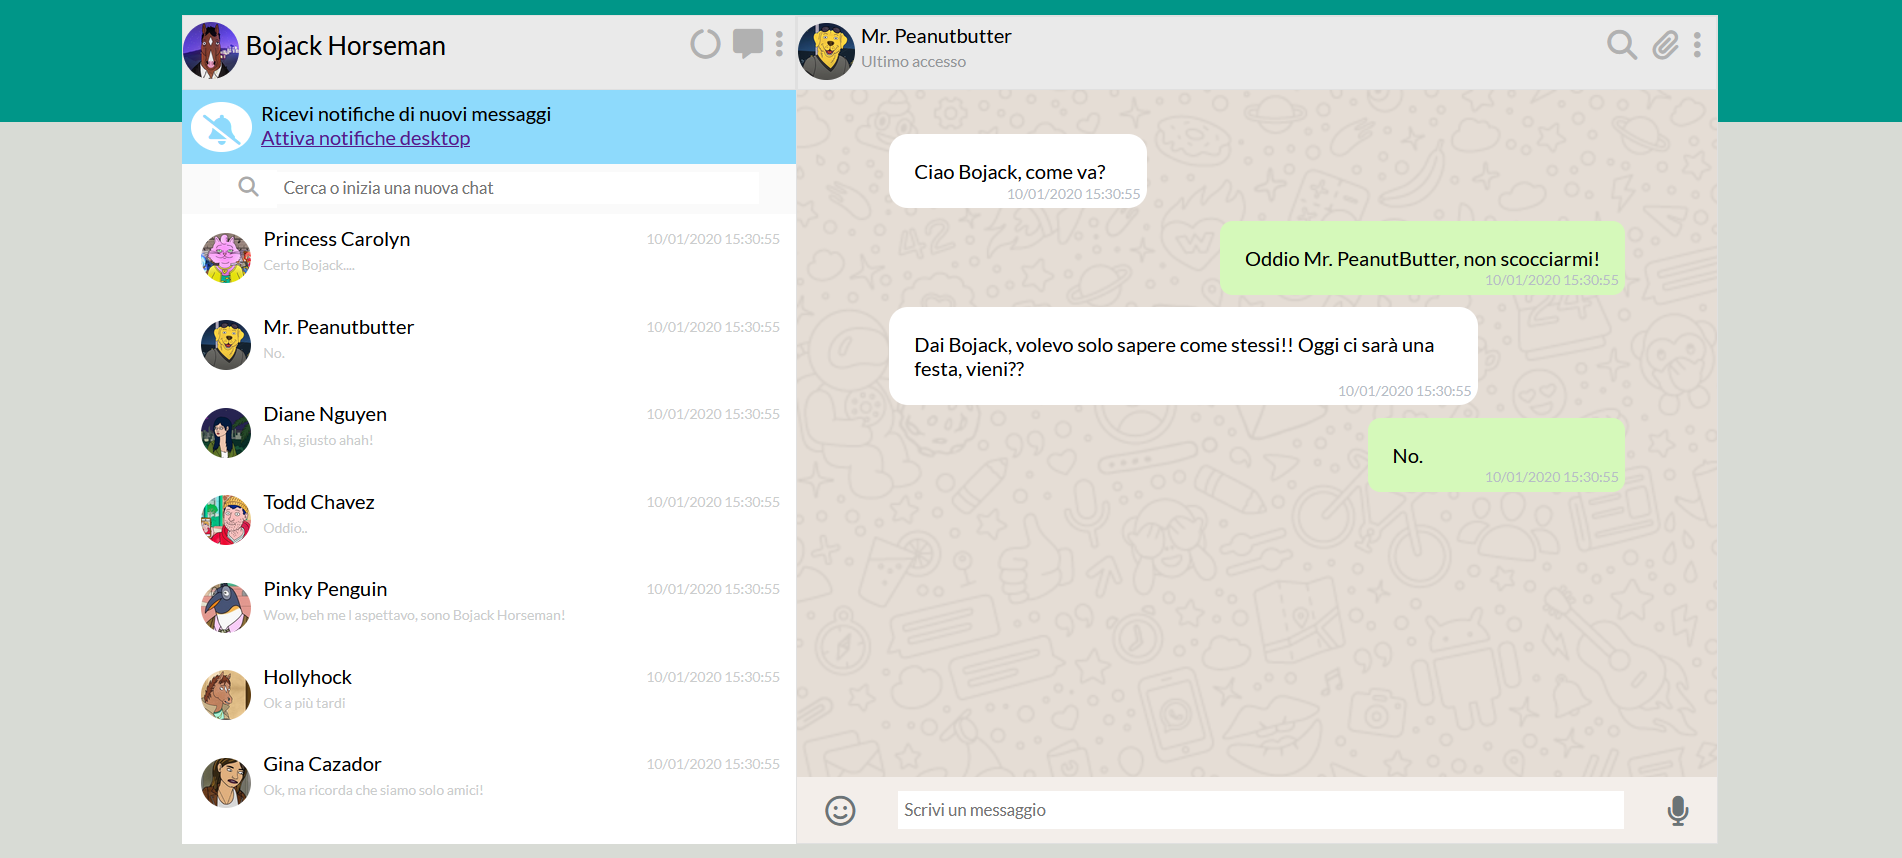 Bojack Horseman
Ricevi notifiche di nuovi messaggi
Attiva notifiche desktop
Cerca o inizia una nuova chat
Princess Carolyn 10/01/2020 15:30:55
Certo Bojack....
Mr. Peanutbutter 10/01/2020 15:30:55
No.
Diane Nguyen 10/01/2020 15:30:55
Ah si, giusto ahah!
Todd Chavez 10/01/2020 15:30:55
Oddio..
Pinky Penguin 10/01/2020 15:30:55
Wow, beh me l aspettavo, sono Bojack Horseman!
Hollyhock 10/01/2020 15:30:55
Ok a più tardi
Gina Cazador 10/01/2020 15:30:55
Ok, ma ricorda che siamo solo amici!
Mr. Peanutbutter
Ultimo accesso
Ciao Bojack, come va?
10/01/2020 15:30:55
Oddio Mr. PeanutButter, non scocciarmi!
10/01/2020 15:30:55
Dai Bojack, volevo solo sapere come stessi!! Oggi ci sarà una
festa, vieni??
10/01/2020 15:30:55
No.
10/01/2020 15:30:55
Scrivi un messaggio